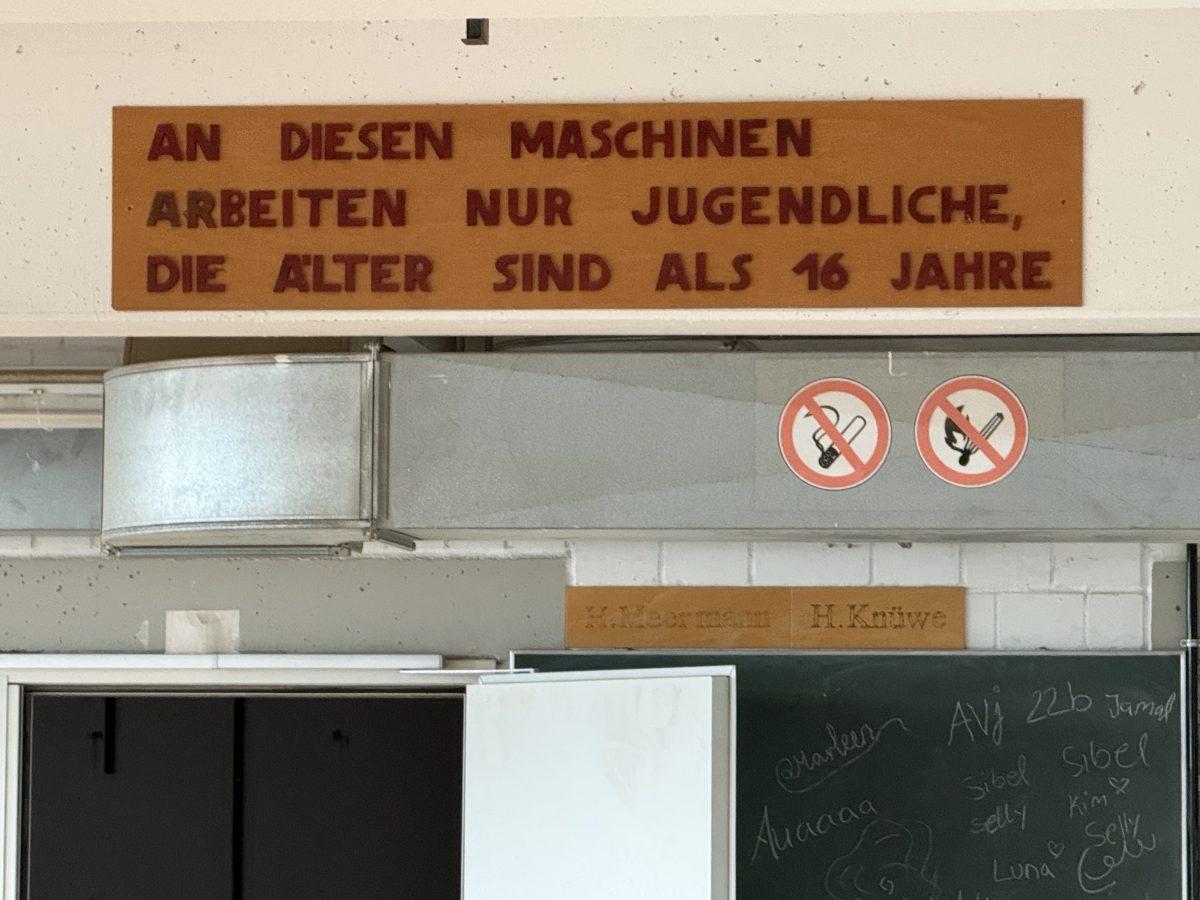 AN DIESEN MASCHINEN
ARBEITEN NUR JUGENDLICHE,
DIE ÄLTER SIND ALS 16 JAHRE
H. Meermann H. Knüwe
AVj 22b Jamal
@Marleen
Sibel Sibel
Selly Kim
Auaaaa Selly
Luna